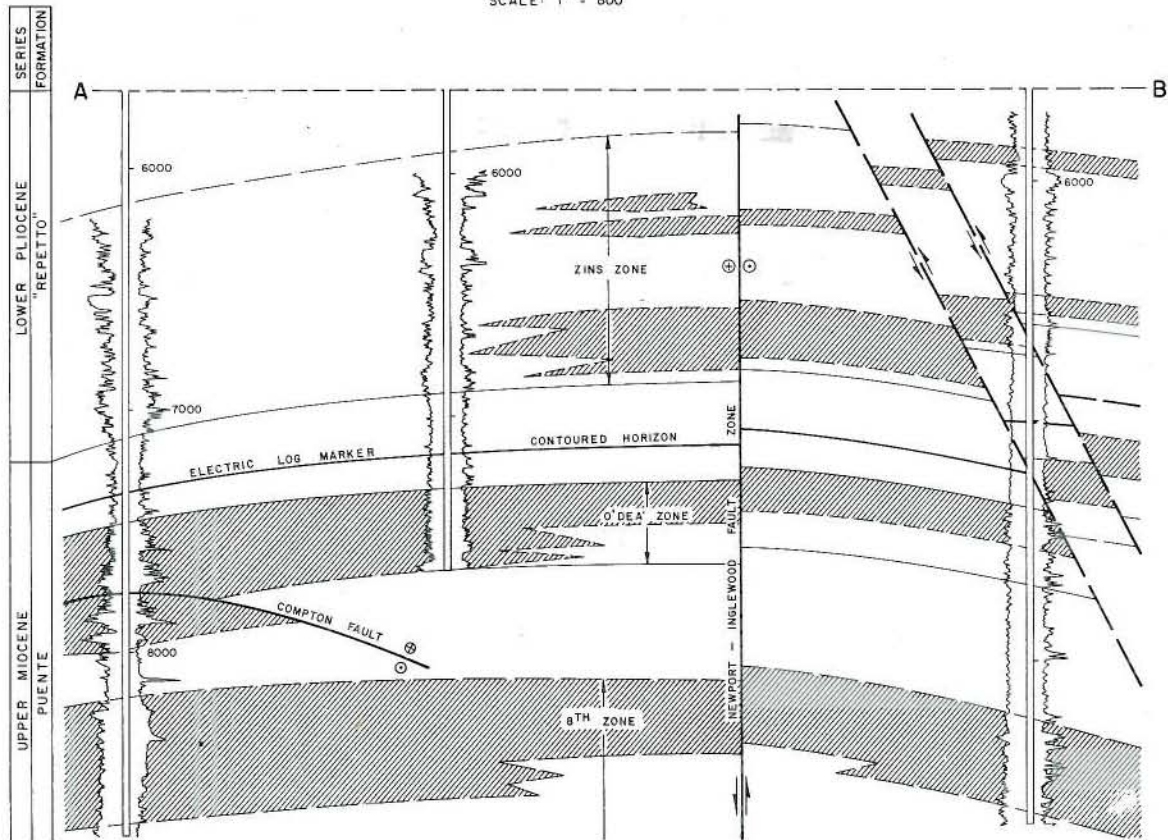 SCALE: 1" = 600'
SERIES
FORMATION
LOWER PLIOCENE
"REPETTO"
UPPER MIOCENE
PUENTE
A
B
6000
6000
6000
ZINS ZONE
7000
ELECTRIC LOG MARKER
CONTOURED HORIZON
O'DEA' ZONE
COMPTON FAULT
8000
8TH ZONE
NEWPORT – INGLEWOOD FAULT ZONE